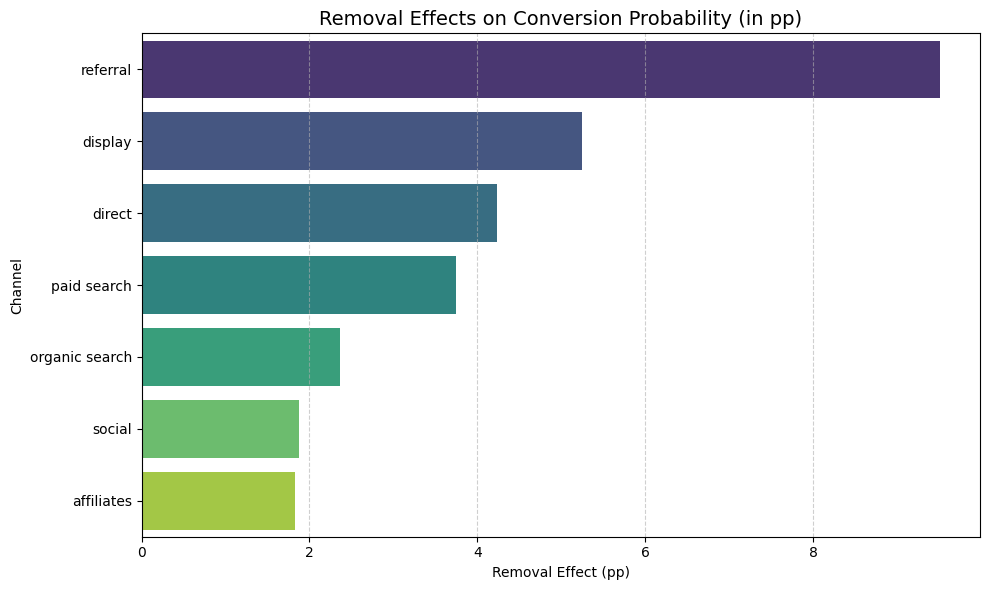 Removal Effects on Conversion Probability (in pp)
Channel
referral
display
direct
paid search
organic search
social
affiliates
0 2 4 6 8
Removal Effect (pp)